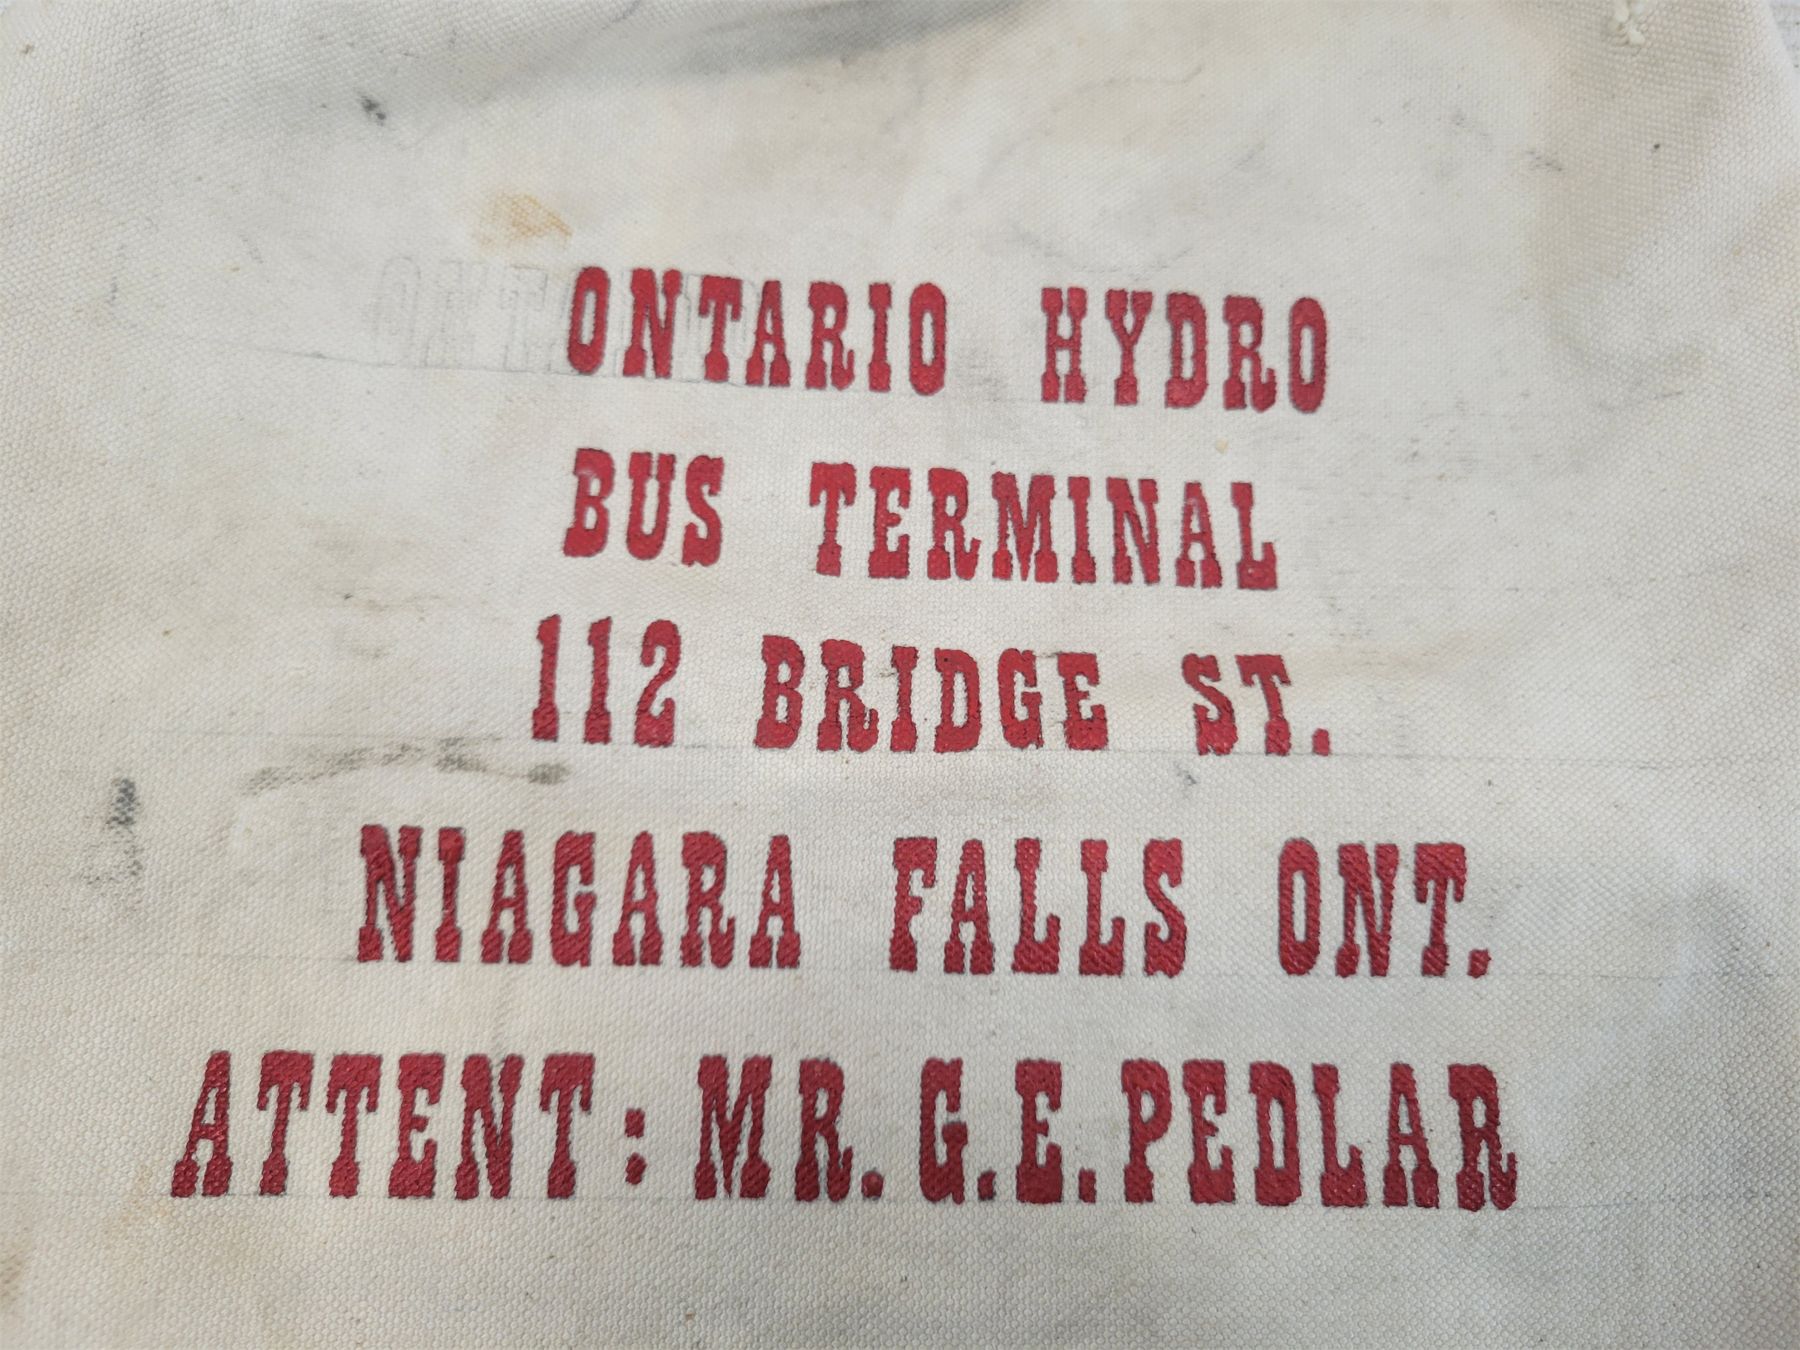 ONTARIO HYDRO
BUS TERMINAL
112 BRIDGE ST.
NIAGARA FALLS ONT.
ATTENT: MR. G.E. PEDLAR